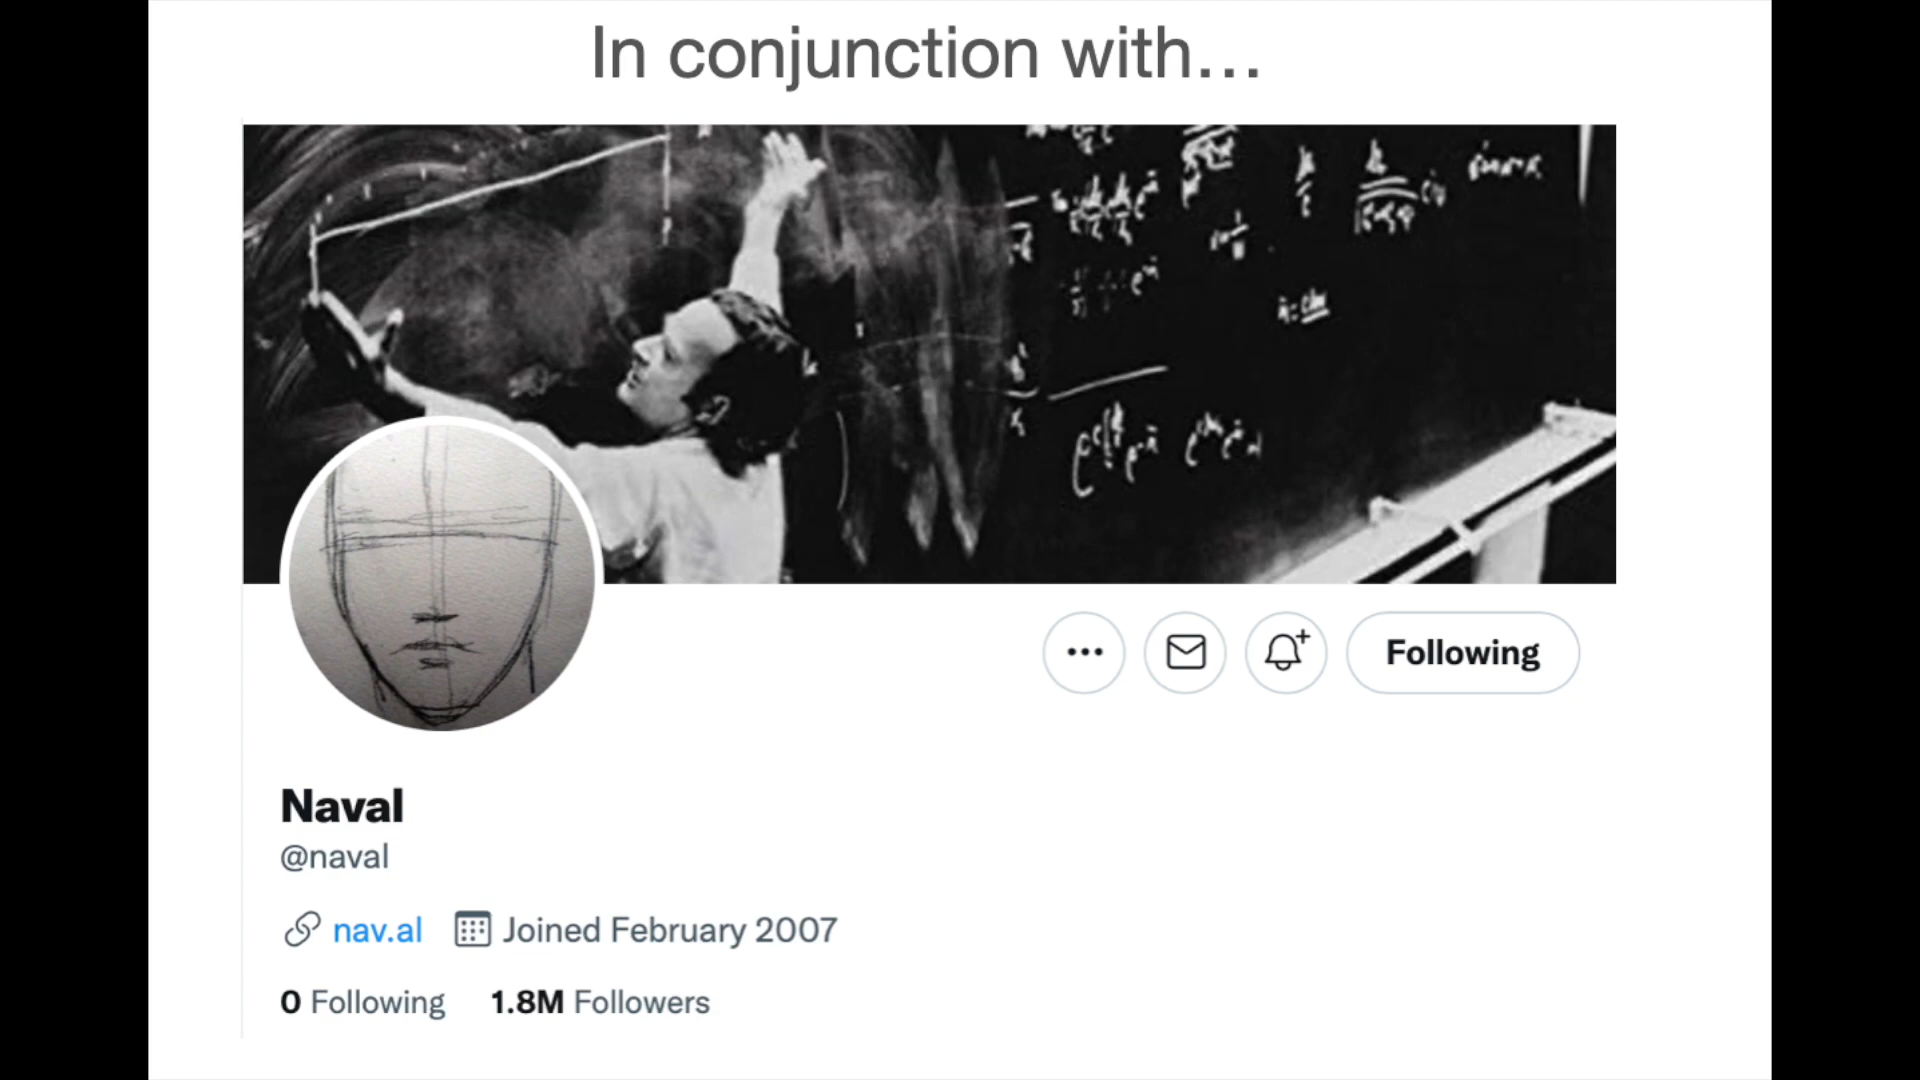 In conjunction with...
Following
Naval
@naval
nav.al Joined February 2007
0 Following 1.8M Followers